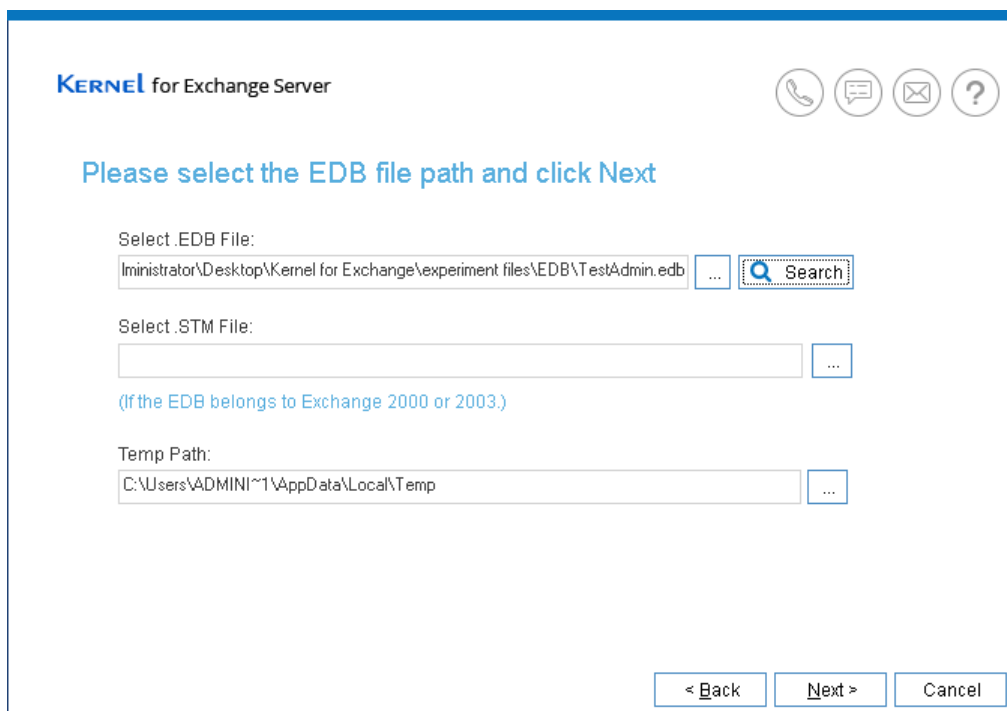 KERNEL for Exchange Server
?
Please select the EDB file path and click Next
Select .EDB File:
lministrator\Desktop\Kernel for Exchange\experiment files\EDB\TestAdmin.edb ... Search
Select .STM File:
...
(If the EDB belongs to Exchange 2000 or 2003.)
Temp Path:
C:\Users\ADMINI~1\AppData\Local\Temp ...
< Back Next > Cancel